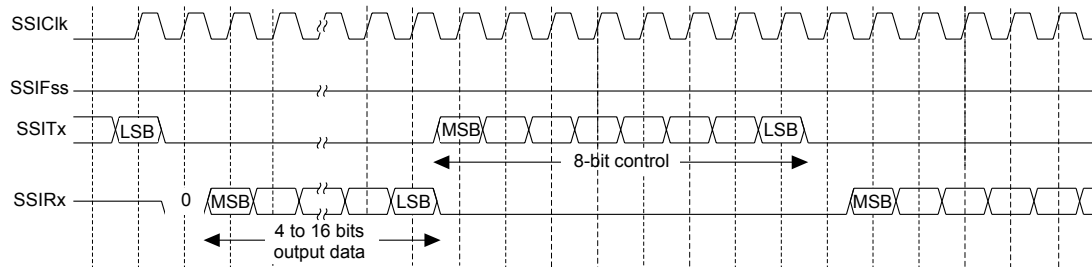 SSIClk
SSIFss
SSITx
LSB
MSB
LSB
8-bit control
SSIRx
0
MSB
LSB
MSB
4 to 16 bits
output data